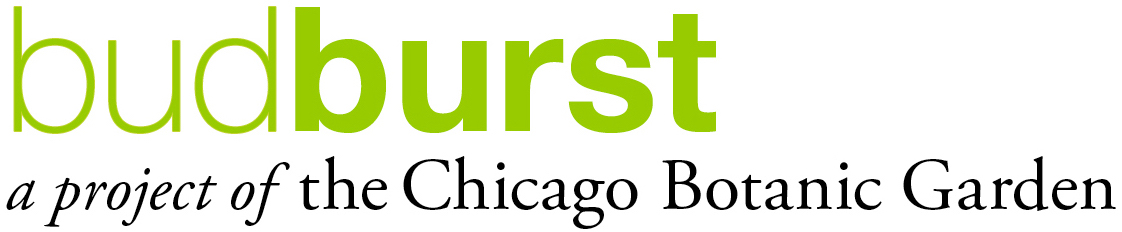 budburst
a project of the Chicago Botanic Garden